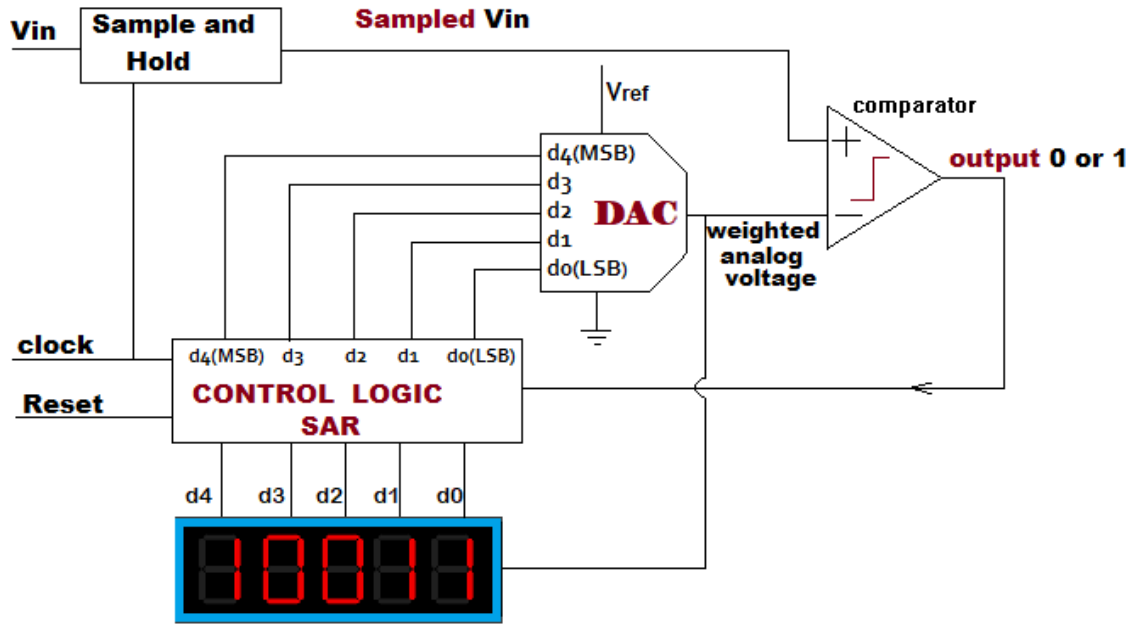 Vin
Sample and
Hold
Sampled Vin
Vref
comparator
output 0 or 1
d4(MSB)
d3
d2
d1
do(LSB)
DAC
weighted
analog
voltage
clock
Reset
d4(MSB) d3 d2 d1 do(LSB)
CONTROL LOGIC
SAR
d4 d3 d2 d1 d0
10011